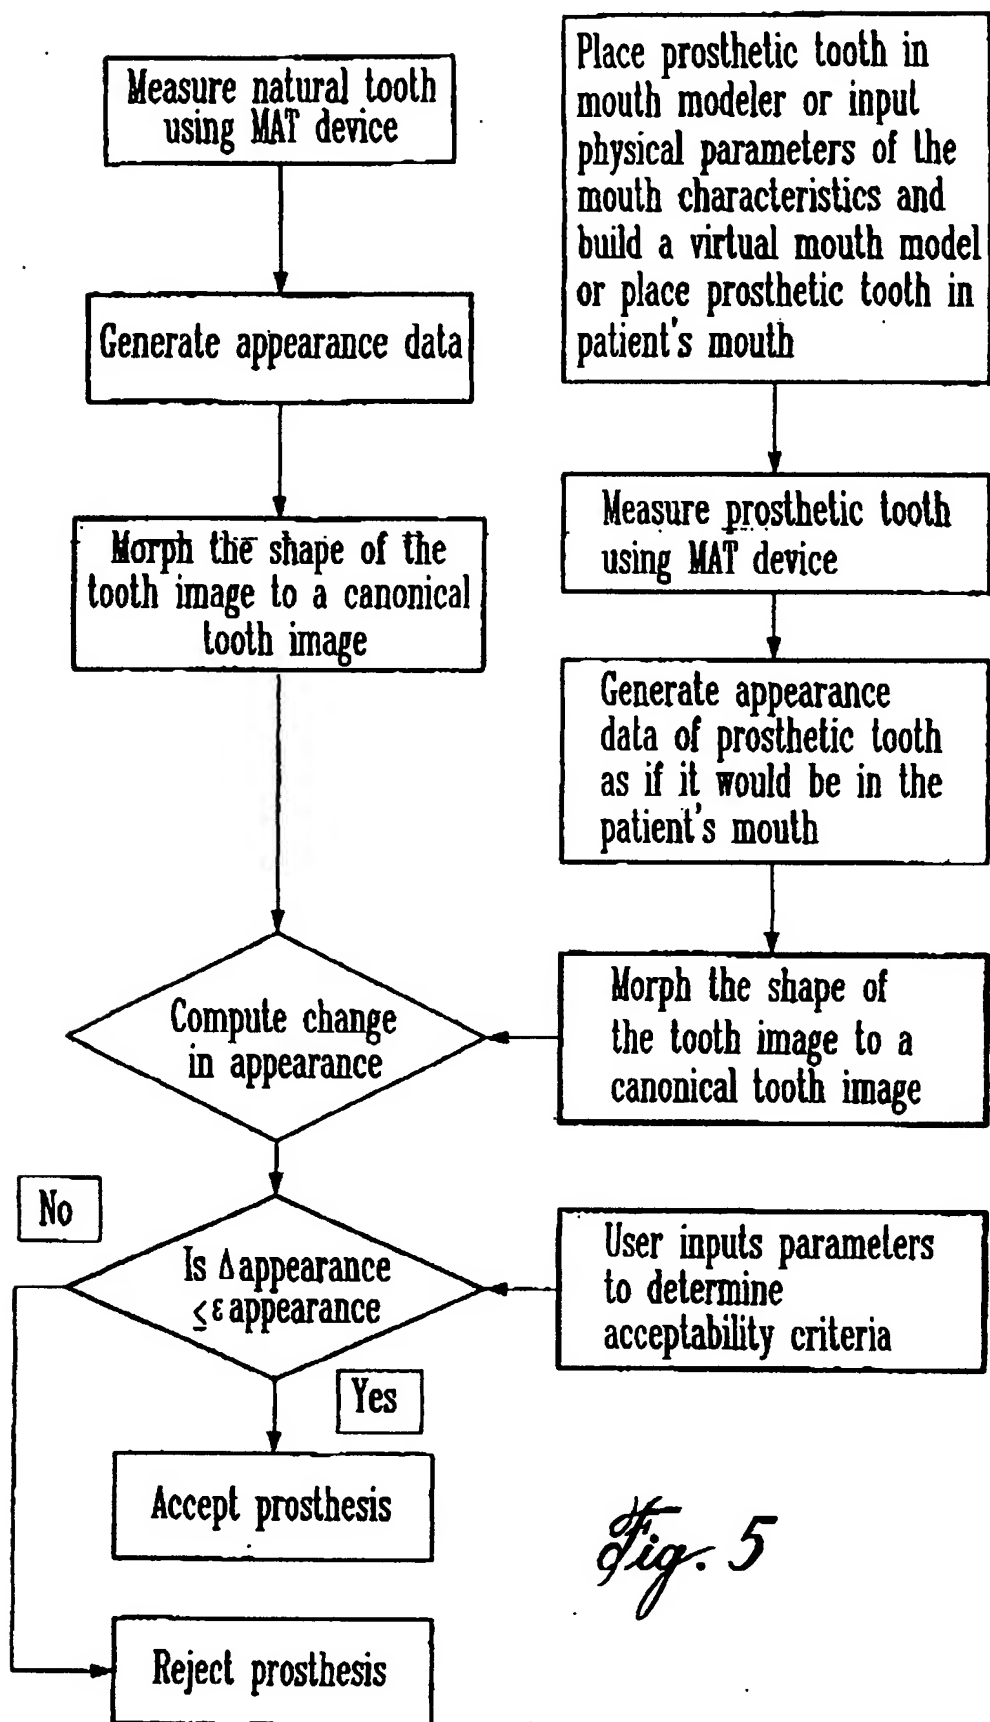 Measure natural tooth
using MAT device
Generate appearance data
Morph the shape of the
tooth image to a canonical
tooth image
Place prosthetic tooth in
mouth modeler or input
physical parameters of the
mouth characteristics and
build a virtual mouth model
or place prosthetic tooth in
patient's mouth
Measure prosthetic tooth
using MAT device
Generate appearance
data of prosthetic tooth
as if it would be in the
patient's mouth
Morph the shape of
the tooth image to a
canonical tooth image
Compute change
in appearance
No
Is Δ appearance
≤ ε appearance
User inputs parameters
to determine
acceptability criteria
Yes
Accept prosthesis
Reject prosthesis
Fig. 5